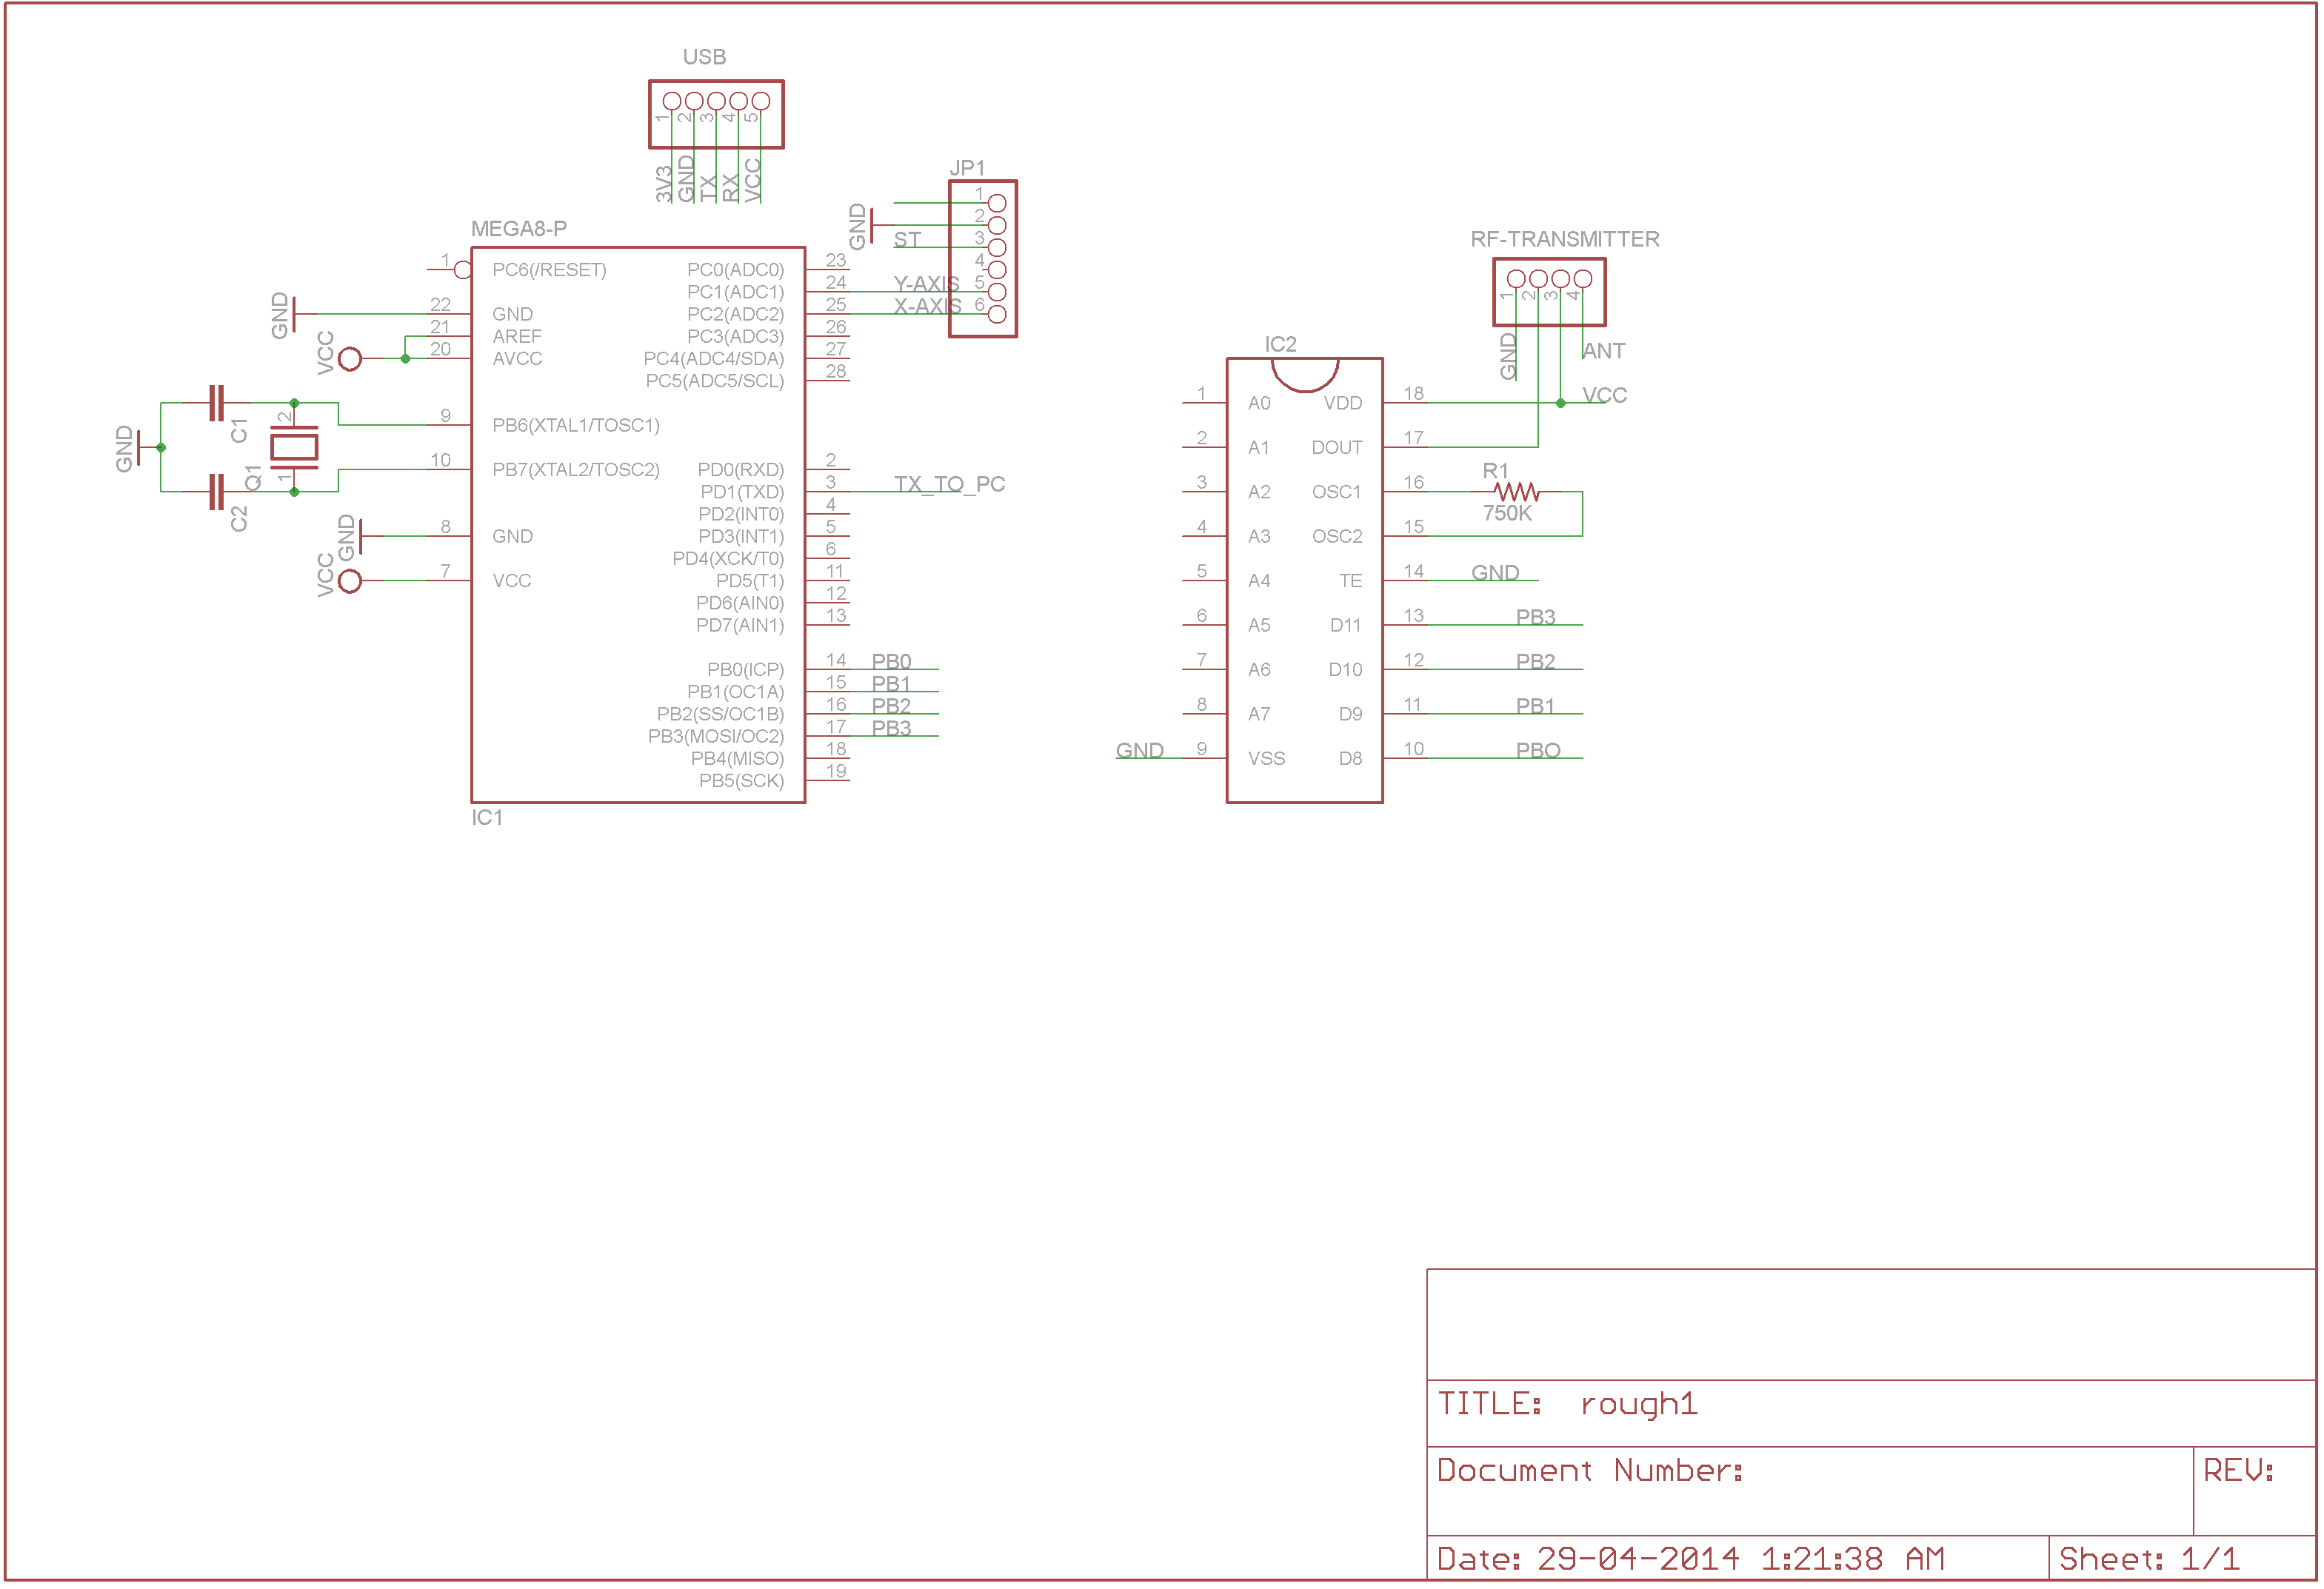 USB
1 2 3 4 5
3V3 GND TX RX VCC
JP1
1
GND 2
ST 3
4
Y-AXIS 5
X-AXIS 6
MEGA8-P
1 PC6(/RESET)
GND 22 GND
21 AREF
VCC 20 AVCC
9 PB6(XTAL1/TOSC1)
10 PB7(XTAL2/TOSC2)
GND C1 2
C2 Q1 1
GND 8 GND
VCC 7 VCC
PC0(ADC0) 23
PC1(ADC1) 24
PC2(ADC2) 25
PC3(ADC3) 26
PC4(ADC4/SDA) 27
PC5(ADC5/SCL) 28
PD0(RXD) 2
PD1(TXD) 3 TX_TO_PC
PD2(INT0) 4
PD3(INT1) 5
PD4(XCK/T0) 6
PD5(T1) 11
PD6(AIN0) 12
PD7(AIN1) 13
PB0(ICP) 14 PB0
PB1(OC1A) 15 PB1
PB2(SS/OC1B) 16 PB2
PB3(MOSI/OC2) 17 PB3
PB4(MISO) 18
PB5(SCK) 19
IC1
RF-TRANSMITTER
1 2 3 4
GND ANT
VCC
IC2
1 A0 VDD 18
2 A1 DOUT 17
3 A2 OSC1 16 R1
750K
4 A3 OSC2 15
5 A4 TE 14 GND
6 A5 D11 13 PB3
7 A6 D10 12 PB2
8 A7 D9 11 PB1
GND 9 VSS D8 10 PBO
TITLE: rough1
Document Number:
REV:
Date: 29-04-2014 1:21:38 AM
Sheet: 1/1